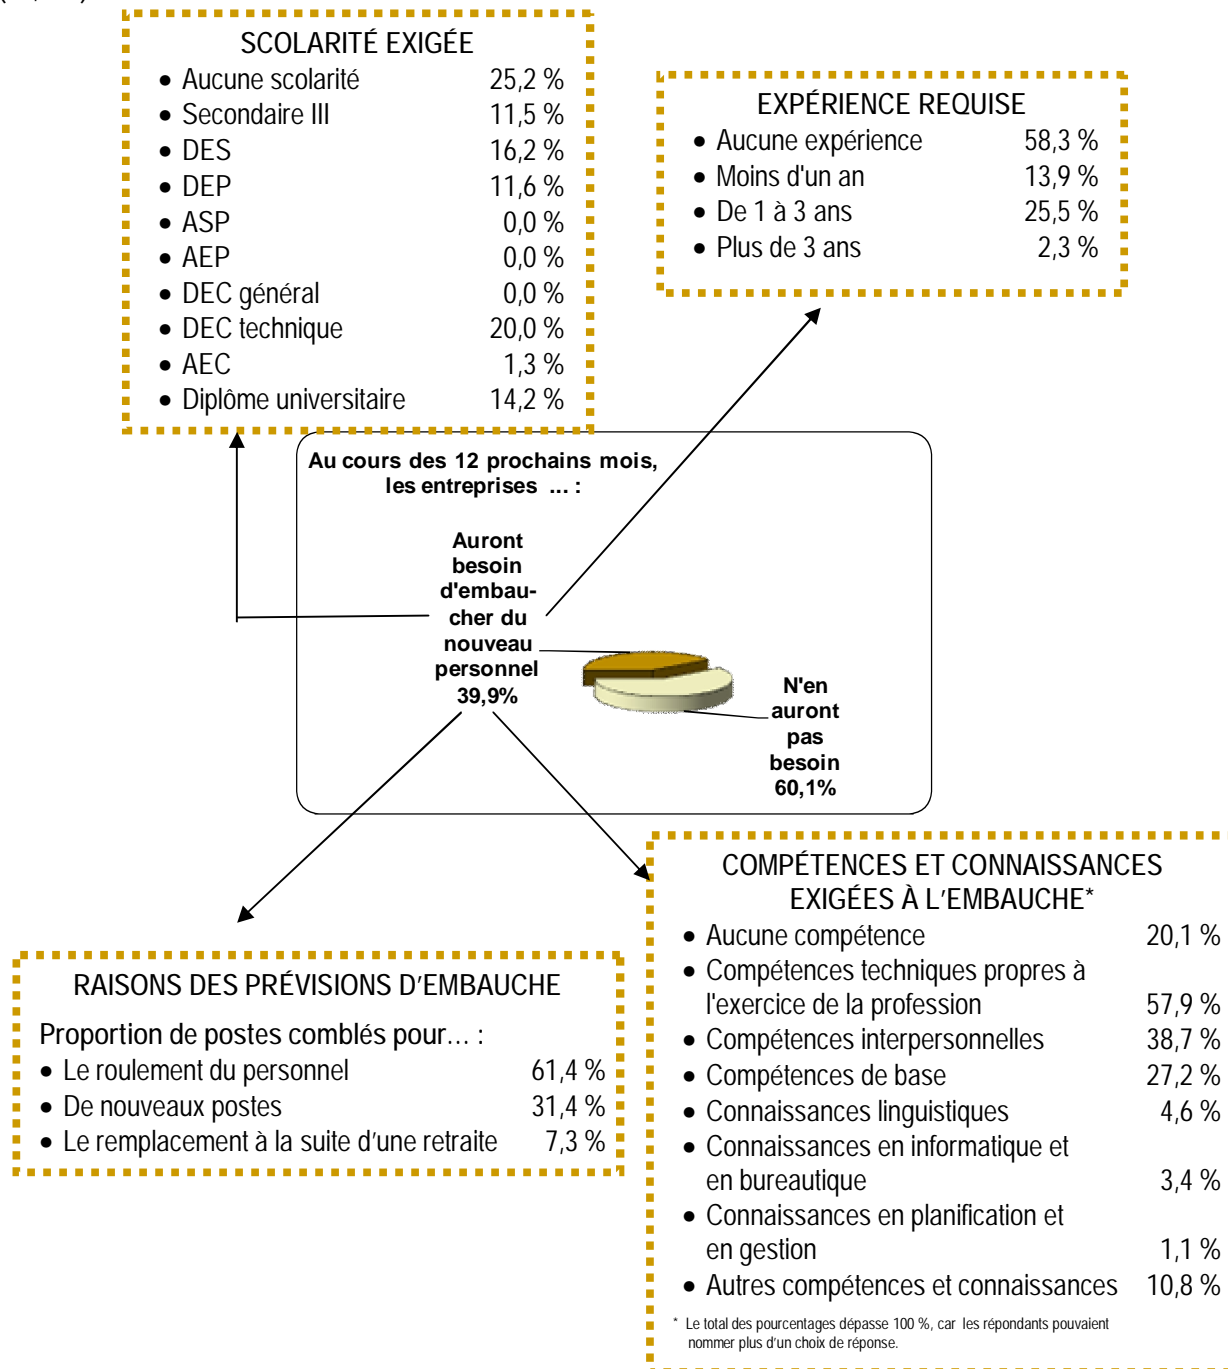 SCOLARITÉ EXIGÉE
• Aucune scolarité 25,2 %
• Secondaire III 11,5 %
• DES 16,2 %
• DEP 11,6 %
• ASP 0,0 %
• AEP 0,0 %
• DEC général 0,0 %
• DEC technique 20,0 %
• AEC 1,3 %
• Diplôme universitaire 14,2 %
EXPÉRIENCE REQUISE
• Aucune expérience 58,3 %
• Moins d'un an 13,9 %
• De 1 à 3 ans 25,5 %
• Plus de 3 ans 2,3 %
Au cours des 12 prochains mois,
les entreprises ... :
Auront
besoin
d'embau-
cher du
nouveau
personnel
39,9%
N'en
auront
pas
besoin
60,1%
RAISONS DES PRÉVISIONS D’EMBAUCHE
Proportion de postes comblés pour… :
• Le roulement du personnel 61,4 %
• De nouveaux postes 31,4 %
• Le remplacement à la suite d’une retraite 7,3 %
COMPÉTENCES ET CONNAISSANCES
EXIGÉES À L’EMBAUCHE*
• Aucune compétence 20,1 %
• Compétences techniques propres à
l'exercice de la profession 57,9 %
• Compétences interpersonnelles 38,7 %
• Compétences de base 27,2 %
• Connaissances linguistiques 4,6 %
• Connaissances en informatique et
en bureautique 3,4 %
• Connaissances en planification et
en gestion 1,1 %
• Autres compétences et connaissances 10,8 %
* Le total des pourcentages dépasse 100 %, car les répondants pouvaient
nommer plus d’un choix de réponse.